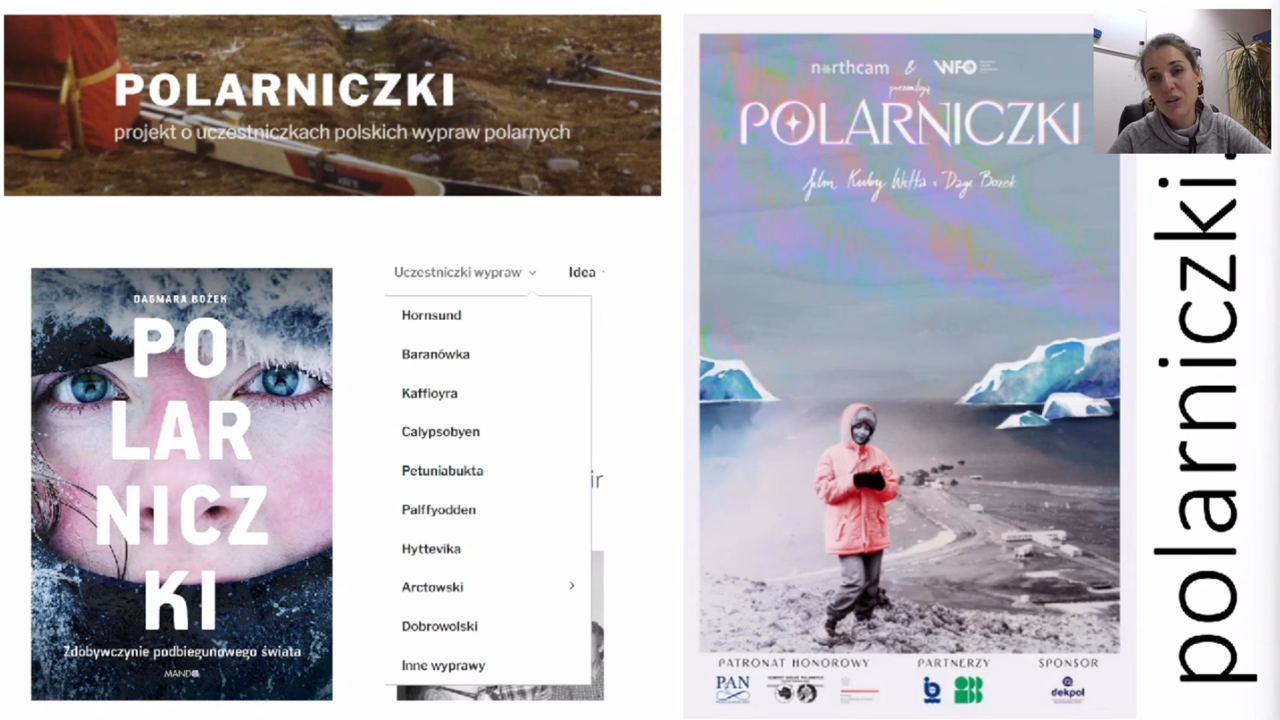 POLARNICZKI
projekt o uczestniczkach polskich wypraw polarnych
DAGMARA BOŻEK
PO
LAR
NICZ
KI
Zdobywczynie podbiegunowego świata
MANDO
Uczestniczki wypraw
Idea
Hornsund
Baranówka
Kaffioyra
Calypsobyen
Petuniabukta
Palffyodden
Hyttevika
Arctowski
Dobrowolski
Inne wyprawy
ir
northcam & WFO
prezentują
POLARNICZKI
film Kuby Witta i Dagi Bożek
PATRONAT HONOROWY
PARTNERZY
SPONSOR
PAN
dekpol
polarniczki.